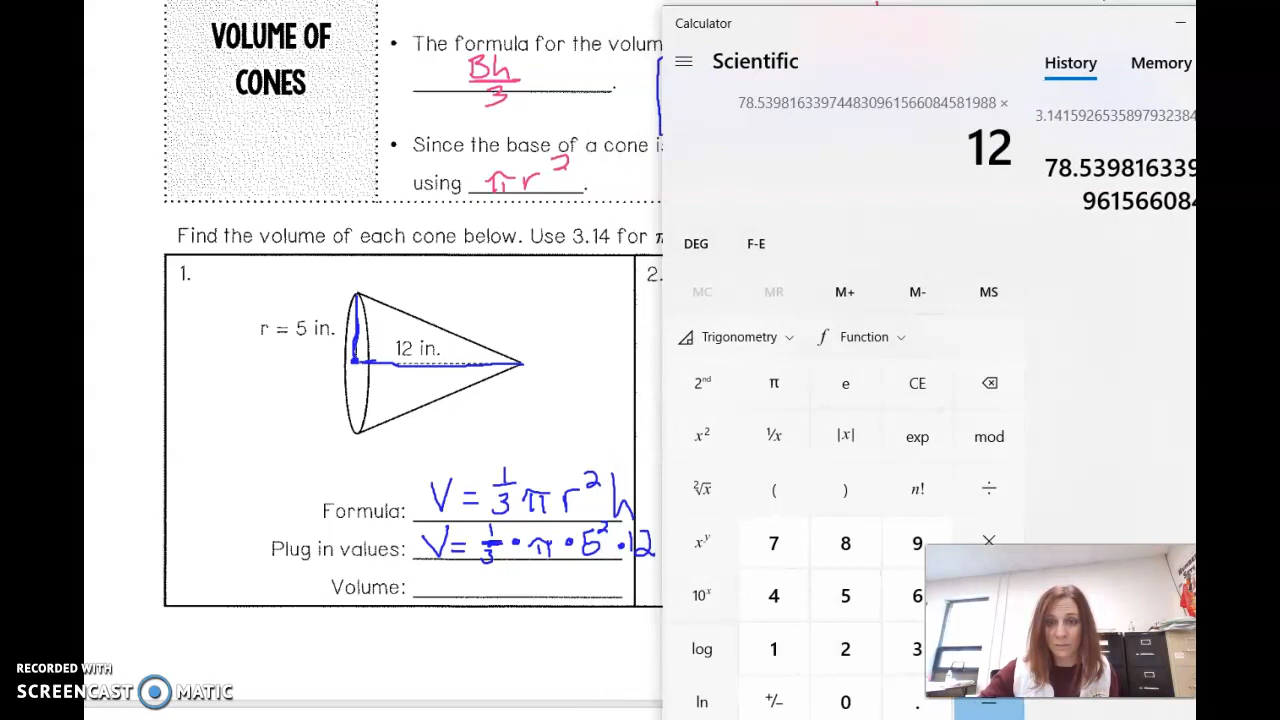 VOLUME OF
CONES
• The formula for the volum
Bh
3
.
• Since the base of a cone i
using πr² .
Find the volume of each cone below. Use 3.14 for π
1.
2.
r = 5 in.
12 in.
Formula: V = 1/3 πr²h
Plug in values: V = 1/3 • π • 5² • 12
Volume:
Calculator
Scientific
History
Memory
78.539816339744830961566084581988 ×
12
3.1415926535897932384
78.539816339
961566084
DEG
F-E
MC
MR
M+
M-
MS
Trigonometry
f Function
2nd
π
e
CE
x²
¹/x
|x|
exp
mod
²√x
(
)
n!
÷
xʸ
7
8
9
×
10ˣ
4
5
6
log
1
2
3
ln
+/-
0
.
=
RECORDED WITH
SCREENCAST MATIC